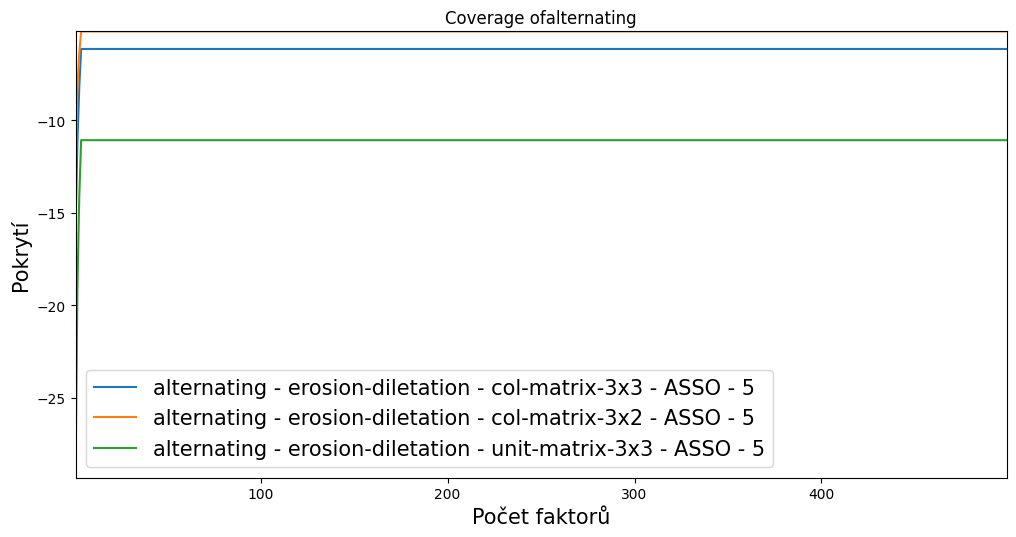 Coverage ofalternating
Pokrytí
−10
−15
−20
−25
alternating - erosion-diletation - col-matrix-3x3 - ASSO - 5
alternating - erosion-diletation - col-matrix-3x2 - ASSO - 5
alternating - erosion-diletation - unit-matrix-3x3 - ASSO - 5
100 200 300 400
Počet faktorů